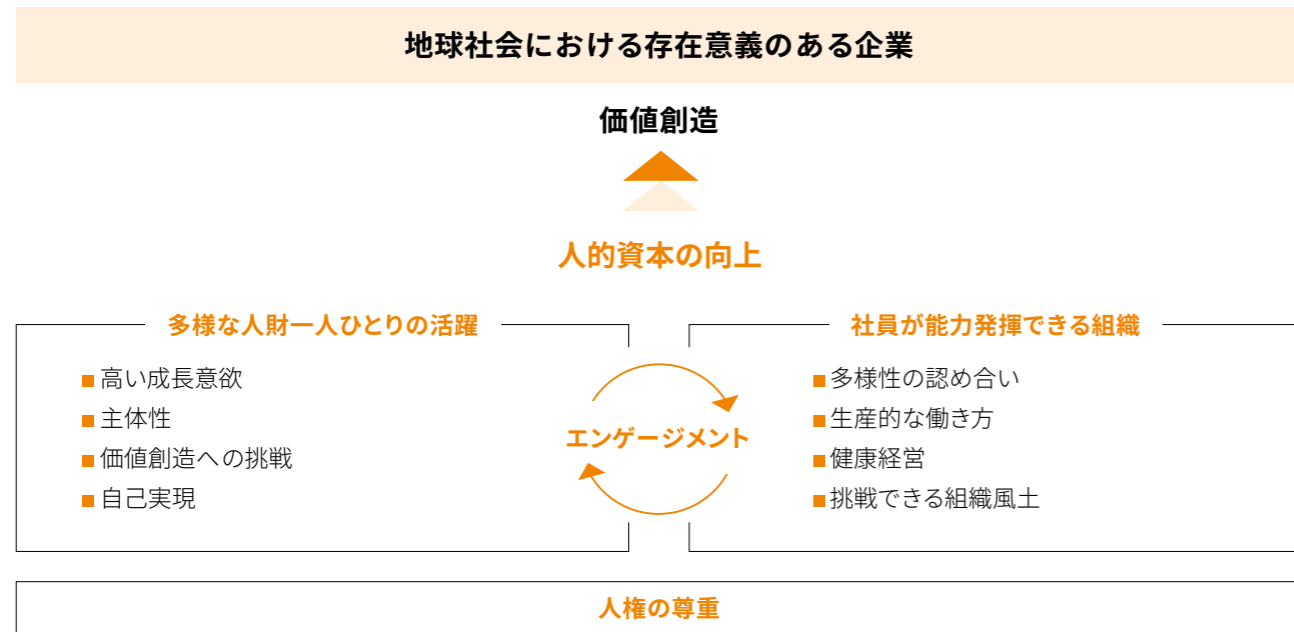 地球社会における存在意義のある企業
価値創造
人的資本の向上
多様な人財一人ひとりの活躍
■高い成長意欲
■主体性
■価値創造への挑戦
■自己実現
エンゲージメント
社員が能力発揮できる組織
■多様性の認め合い
■生産的な働き方
■健康経営
■挑戦できる組織風土
人権の尊重